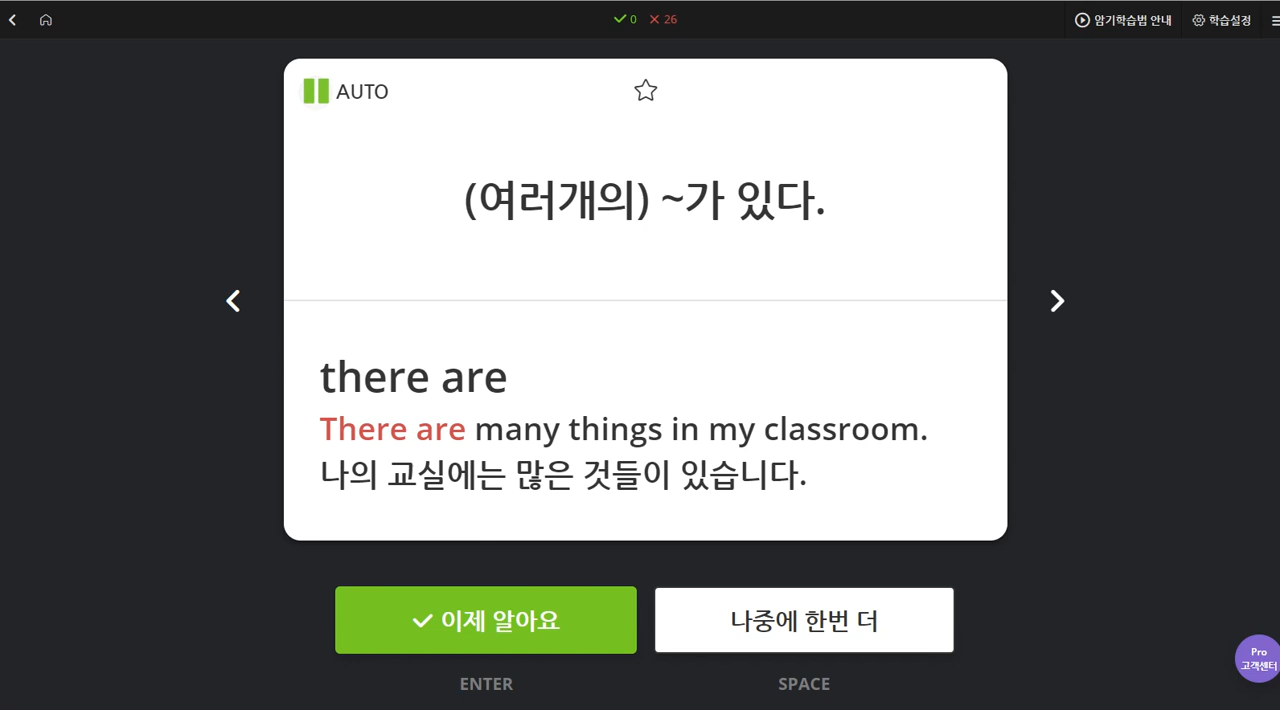 0 26
암기학습법 안내
학습설정
AUTO
(여러개의) ~가 있다.
there are
There are many things in my classroom.
나의 교실에는 많은 것들이 있습니다.
이제 알아요
나중에 한번 더
ENTER
SPACE
Pro
고객센터